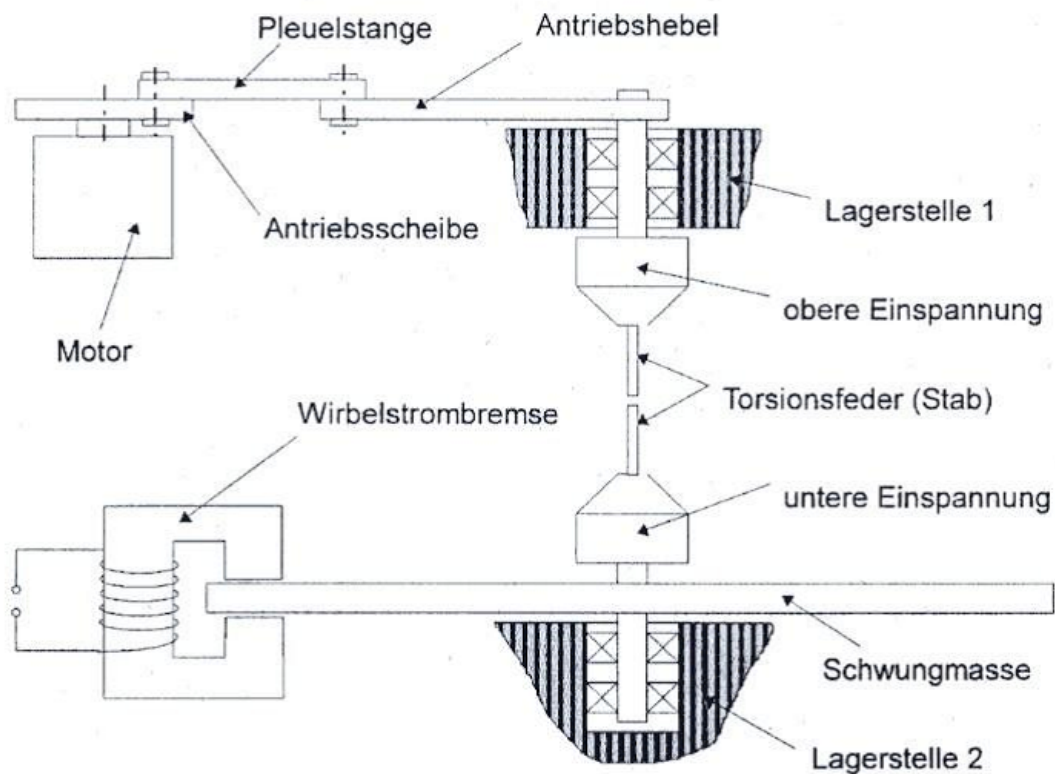 Pleuelstange
Antriebshebel
Lagerstelle 1
Antriebsscheibe
obere Einspannung
Motor
Torsionsfeder (Stab)
Wirbelstrombremse
untere Einspannung
Schwungmasse
Lagerstelle 2